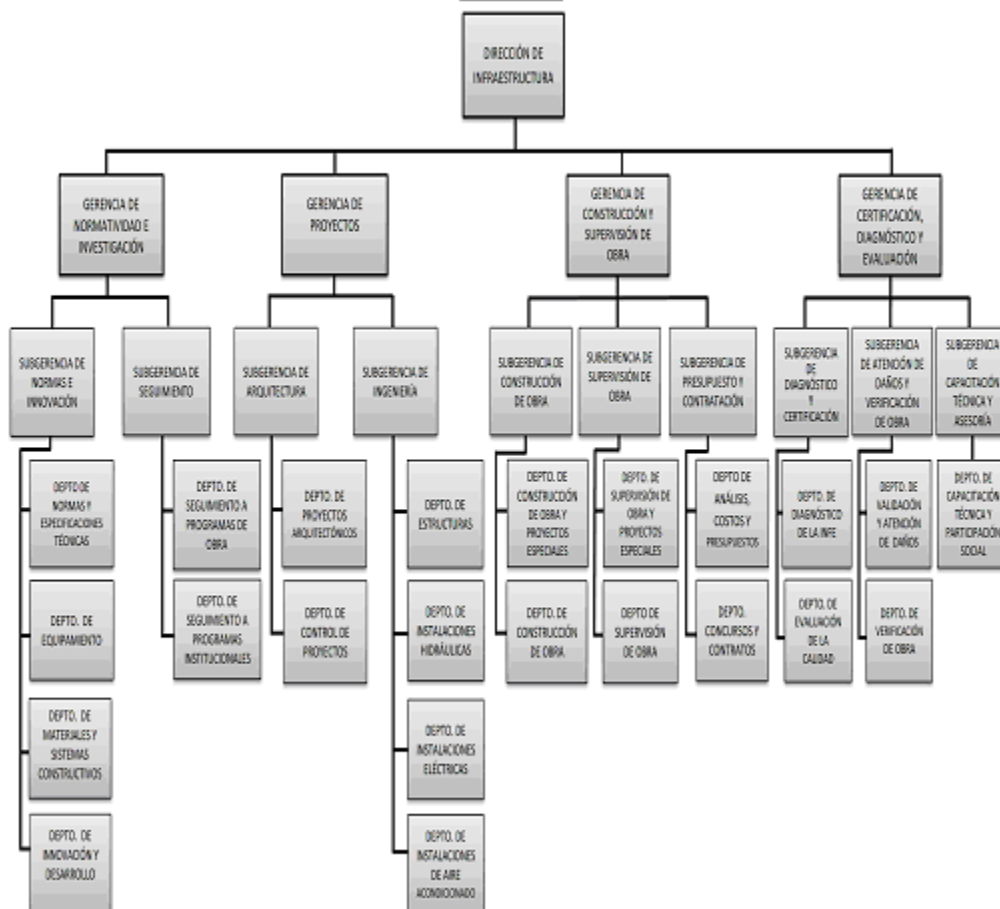 DIRECCIÓN DE
INFRAESTRUCTURA
GERENCIA DE
NORMATIVIDAD E
INVESTIGACIÓN
GERENCIA DE
PROYECTOS
GERENCIA DE
CONSTRUCCIÓN Y
SUPERVISIÓN DE
OBRA
GERENCIA DE
CERTIFICACIÓN,
DIAGNÓSTICO Y
EVALUACIÓN
SUBGERENCIA DE
NORMAS E
INNOVACIÓN
SUBGERENCIA DE
SEGUIMIENTO
SUBGERENCIA DE
ARQUITECTURA
SUBGERENCIA DE
INGENIERÍA
SUBGERENCIA DE
CONSTRUCCIÓN
DE OBRA
SUBGERENCIA DE
SUPERVISIÓN DE
OBRA
SUBGERENCIA DE
PRESUPUESTO Y
CONTRATACIÓN
SUBGERENCIA
DE
DIAGNÓSTICO
Y
CERTIFICACIÓN
SUBGERENCIA
DE ATENCIÓN DE
DAÑOS Y
VERIFICACIÓN
DE OBRA
SUBGERENCIA
DE
CAPACITACIÓN
TÉCNICA Y
ASESORÍA
DEPTO DE
NORMAS Y
ESPECIFICACIONES
TÉCNICAS
DEPTO. DE
SEGUIMIENTO A
PROGRAMAS DE
OBRA
DEPTO. DE
PROYECTOS
ARQUITECTÓNICOS
DEPTO. DE
ESTRUCTURAS
DEPTO. DE
CONSTRUCCIÓN
DE OBRA Y
PROYECTOS
ESPECIALES
DEPTO. DE
SUPERVISIÓN DE
OBRA Y
PROYECTOS
ESPECIALES
DEPTO DE
ANÁLISIS,
COSTOS Y
PRESUPUESTOS
DEPTO. DE
DIAGNÓSTICO
DE LA INFE
DEPTO. DE
VALIDACIÓN
Y ATENCIÓN
DE DAÑOS
DEPTO. DE
CAPACITACIÓN
TÉCNICA Y
PARTICIPACIÓN
SOCIAL
DEPTO. DE
EQUIPAMIENTO
DEPTO. DE
SEGUIMIENTO A
PROGRAMAS
INSTITUCIONALES
DEPTO. DE
CONTROL DE
PROYECTOS
DEPTO. DE
INSTALACIONES
HIDRÁULICAS
DEPTO. DE
CONSTRUCCIÓN
DE OBRA
DEPTO. DE
SUPERVISIÓN DE
OBRA
DEPTO.
CONCURSOS Y
CONTRATOS
DEPTO. DE
EVALUACIÓN
DE LA
CALIDAD
DEPTO. DE
VERIFICACIÓN
DE OBRA
DEPTO. DE
MATERIALES Y
SISTEMAS
CONSTRUCTIVOS
DEPTO. DE
INSTALACIONES
ELÉCTRICAS
DEPTO. DE
INNOVACIÓN Y
DESARROLLO
DEPTO. DE
INSTALACIONES
DE AIRE
ACONDICIONADO